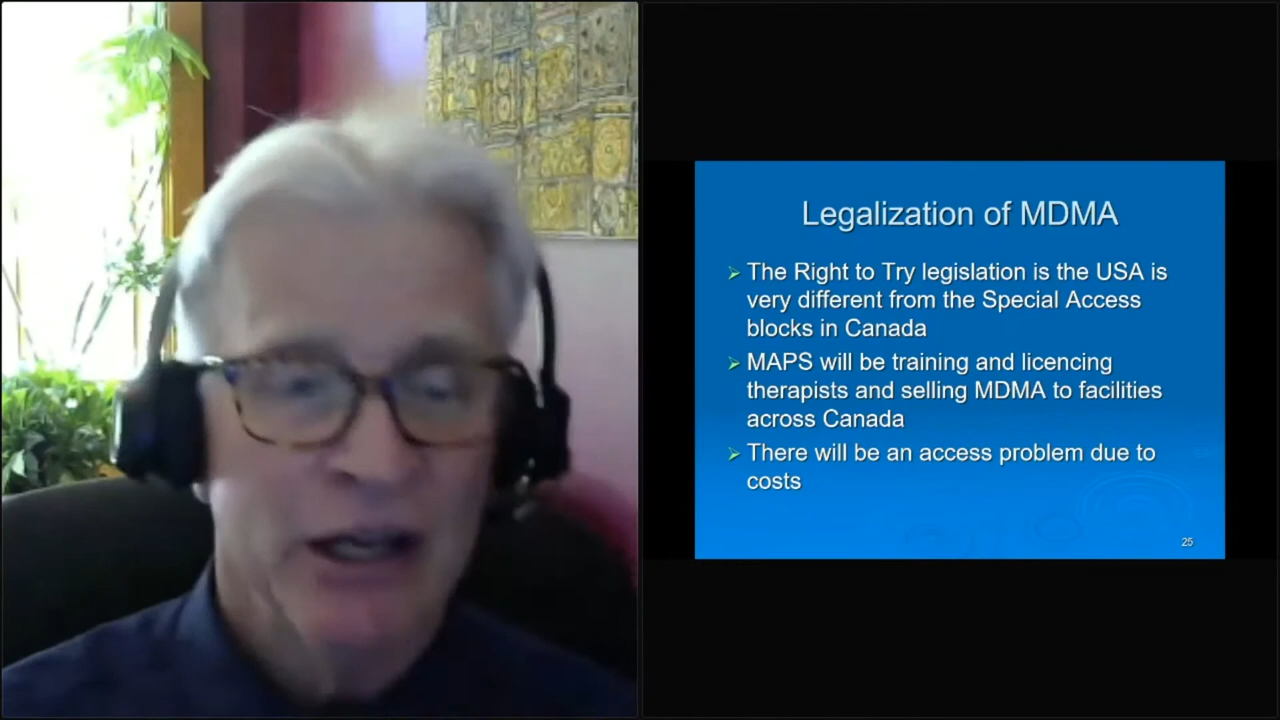 Legalization of MDMA
The Right to Try legislation is the USA is
very different from the Special Access
blocks in Canada
MAPS will be training and licencing
therapists and selling MDMA to facilities
across Canada
There will be an access problem due to
costs
25